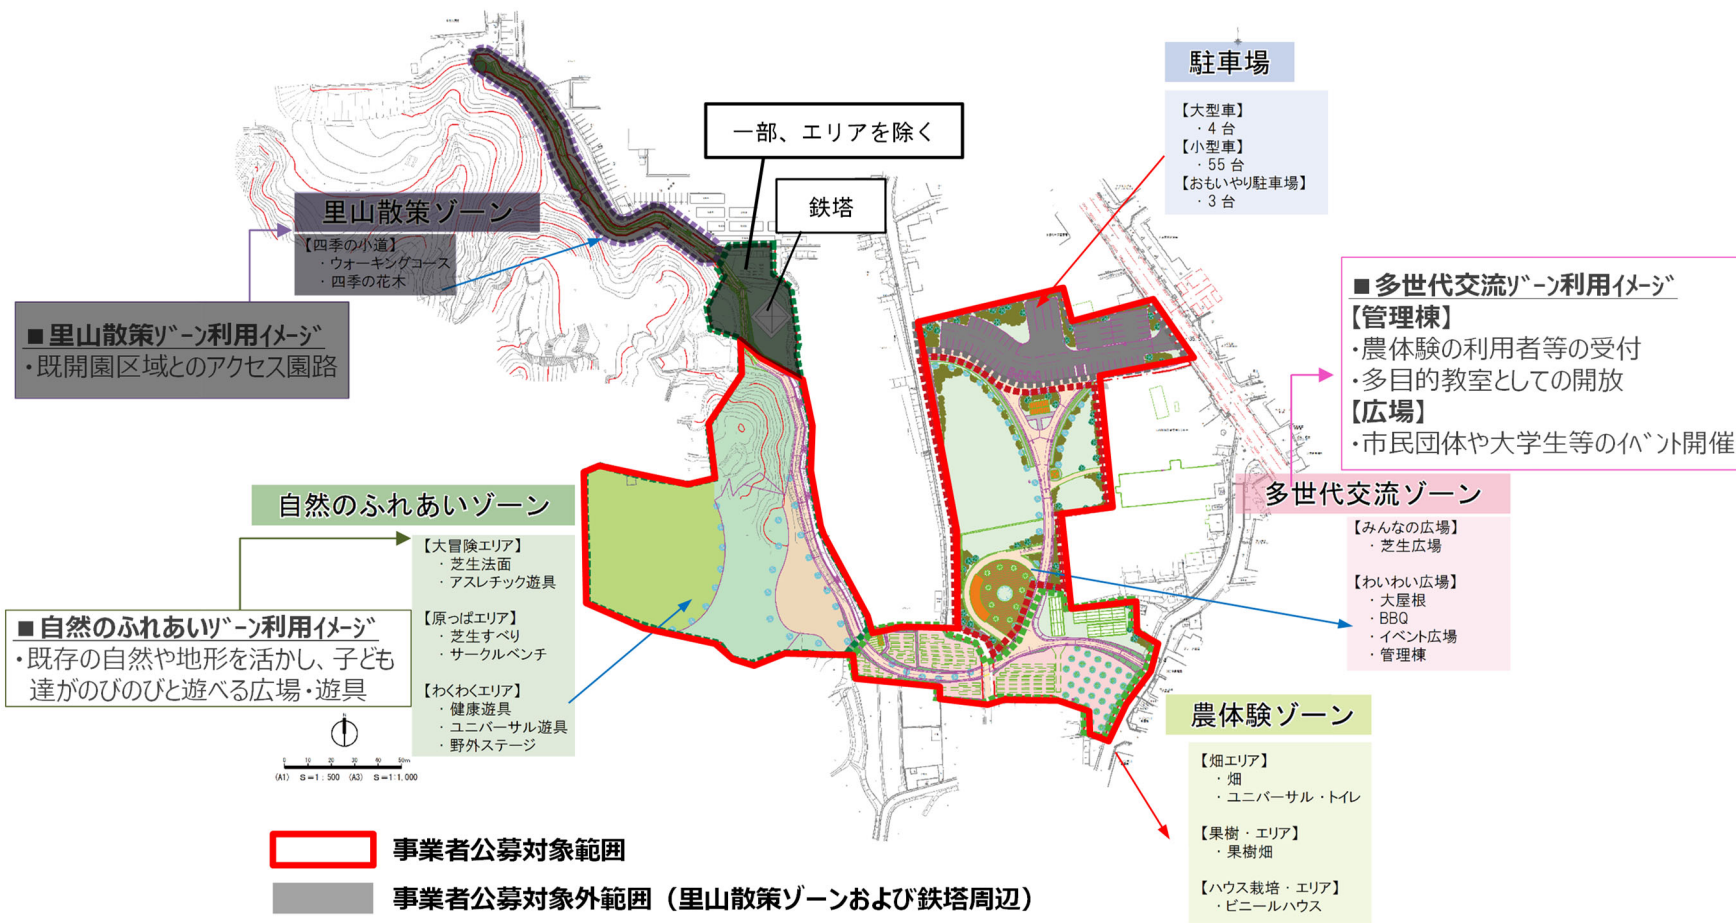 駐車場
【大型車】
・4台
【小型車】
・55台
【おもいやり駐車場】
・3台
一部、エリアを除く
鉄塔
里山散策ゾーン
【四季の小道】
・ウォーキングコース
・四季の花木
■里山散策ｿﾞｰﾝ利用ｲﾒｰｼﾞ
・既開園区域とのアクセス園路
■多世代交流ｿﾞｰﾝ利用ｲﾒｰｼﾞ
【管理棟】
・農体験の利用者等の受付
・多目的教室としての開放
【広場】
・市民団体や大学生等のｲﾍﾞﾝﾄ開催
多世代交流ゾーン
【みんなの広場】
・芝生広場
【わいわい広場】
・大屋根
・BBQ
・イベント広場
・管理棟
自然のふれあいゾーン
【大冒険エリア】
・芝生法面
・アスレチック遊具
【原っぱエリア】
・芝生すべり
・サークルベンチ
【わくわくエリア】
・健康遊具
・ユニバーサル遊具
・野外ステージ
■自然のふれあいｿﾞｰﾝ利用ｲﾒｰｼﾞ
・既存の自然や地形を活かし、子ども
達がのびのびと遊べる広場・遊具
農体験ゾーン
【畑エリア】
・畑
・ユニバーサル・トイレ
【果樹・エリア】
・果樹畑
【ハウス栽培・エリア】
・ビニールハウス
0 10 20 30 40 50m
(A1) S=1:500 (A3) S=1:1,000
事業者公募対象範囲
事業者公募対象外範囲（里山散策ゾーンおよび鉄塔周辺）